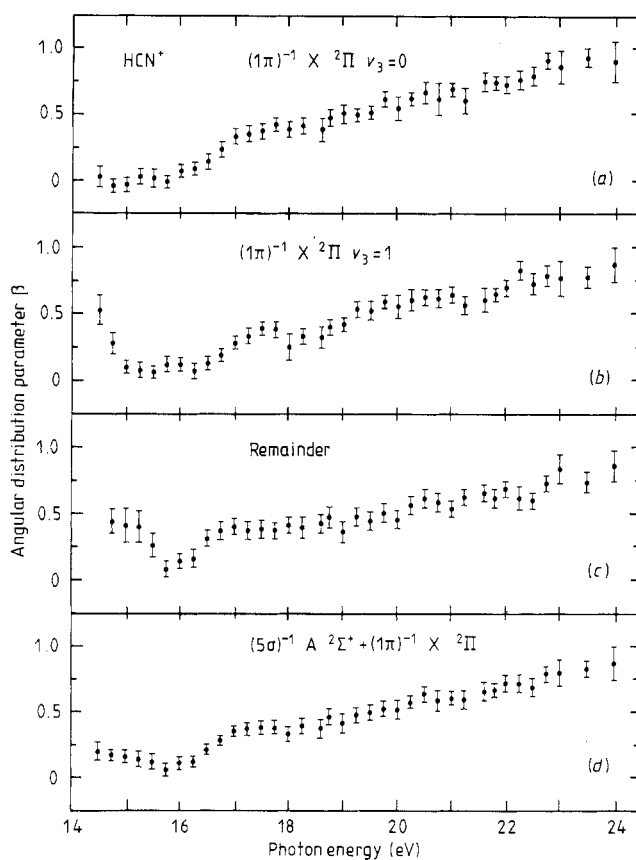 HCN⁺ (1π)⁻¹ X ²Π v₃=0
1.0
0.5
0
(a)
(1π)⁻¹ X ²Π v₃=1
1.0
0.5
0
(b)
Remainder
1.0
0.5
0
(c)
(5σ)⁻¹ A ²Σ⁺ + (1π)⁻¹ X ²Π
1.0
0.5
0
(d)
Angular distribution parameter β
14 16 18 20 22 24
Photon energy (eV)